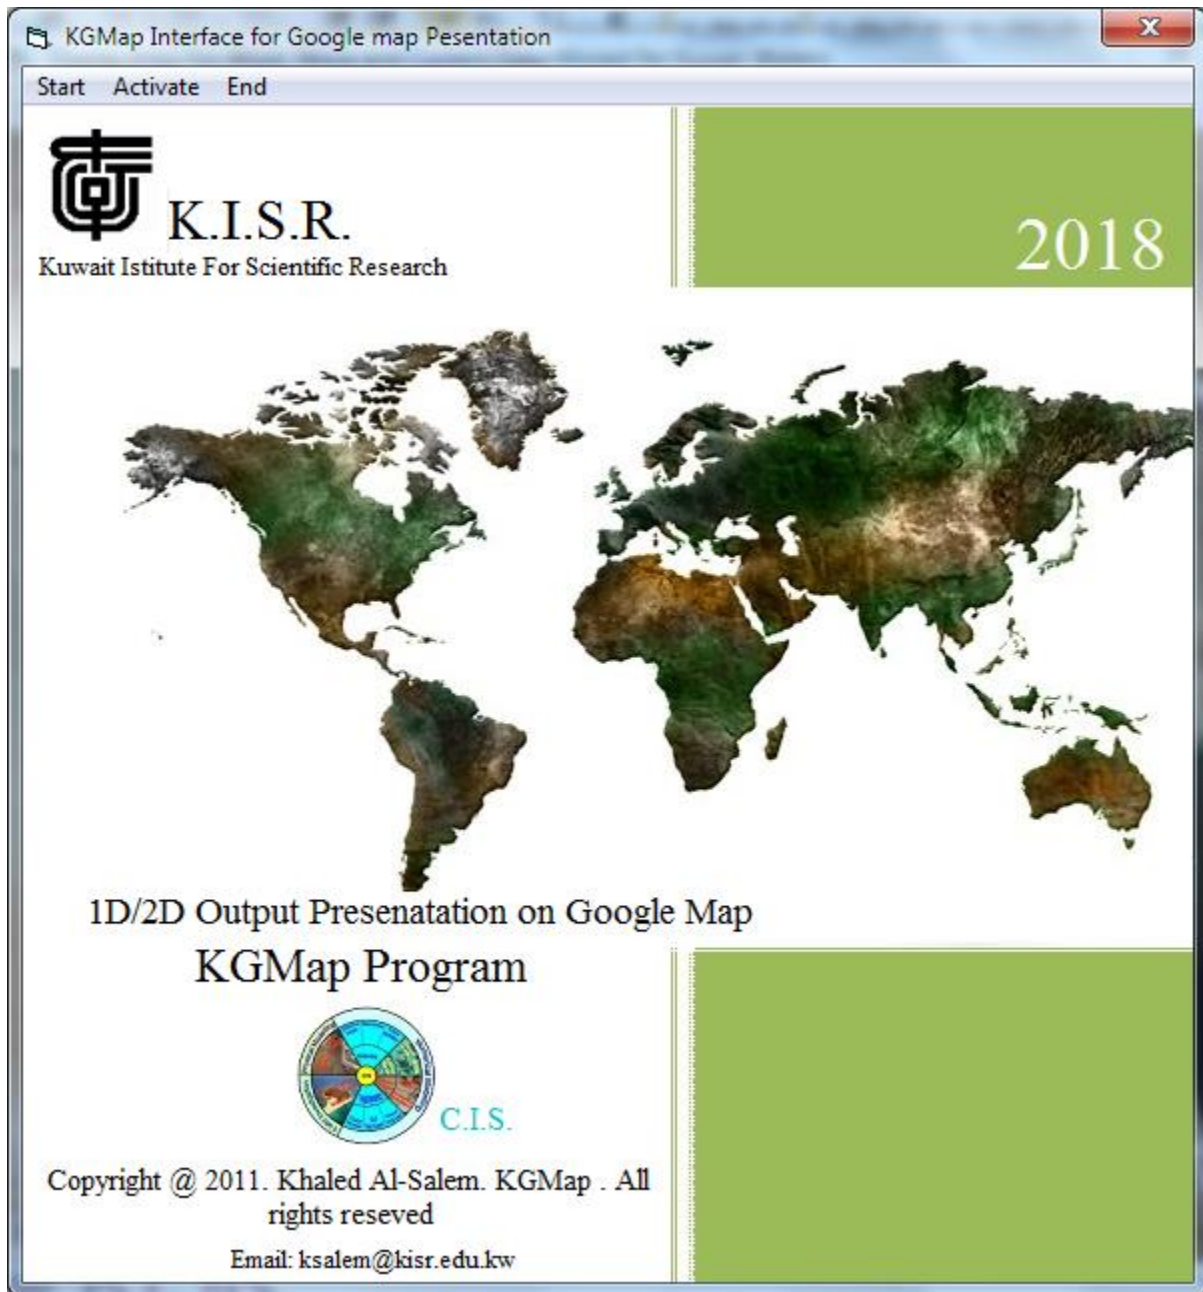 KGMap Interface for Google map Pesentation
Start Activate End
K.I.S.R.
Kuwait Istitute For Scientific Research
2018
1D/2D Output Presenatation on Google Map
KGMap Program
C.I.S.
Copyright @ 2011. Khaled Al-Salem. KGMap . All
rights reseved
Email: ksalem@kisr.edu.kw